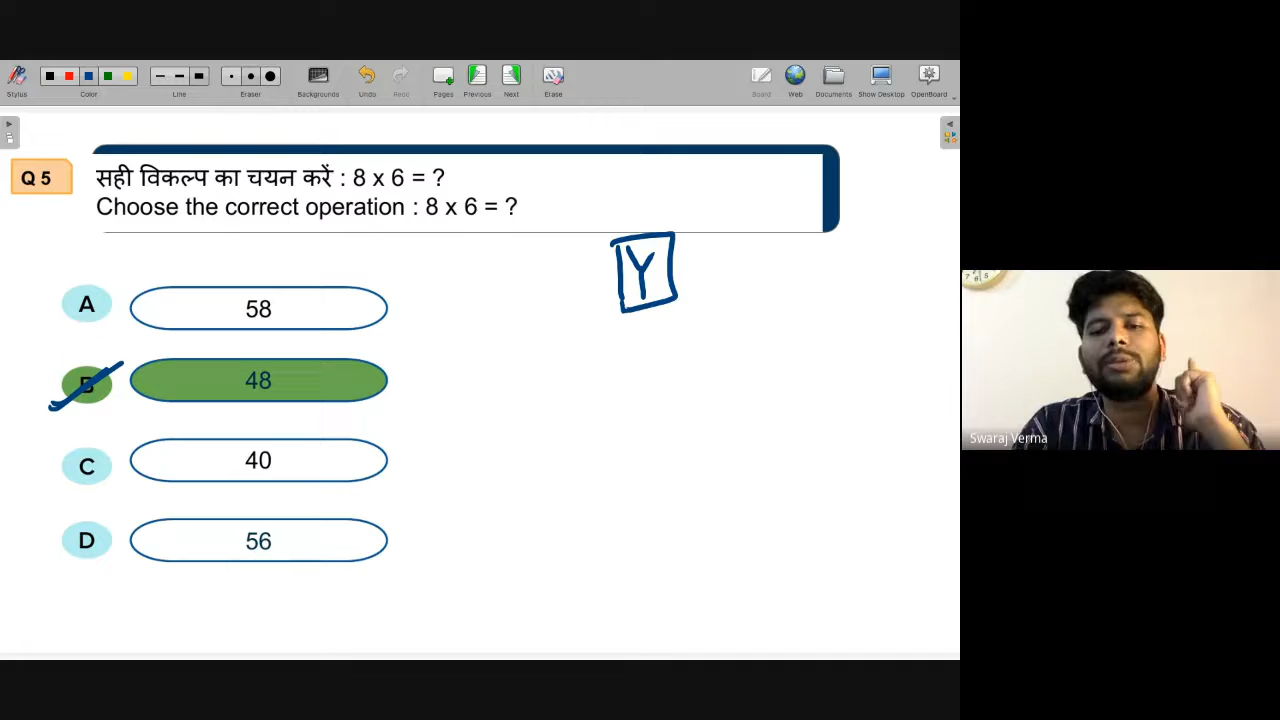 Stylus
Color
Line
Eraser
Backgrounds
Undo
Redo
Pages
Previous
Next
Erase
Board
Web
Documents
Show Desktop
OpenBoard
Q 5
सही विकल्प का चयन करें : 8 x 6 = ?
Choose the correct operation : 8 x 6 = ?
Y
A
58
B
48
C
40
D
56
Swaraj Verma